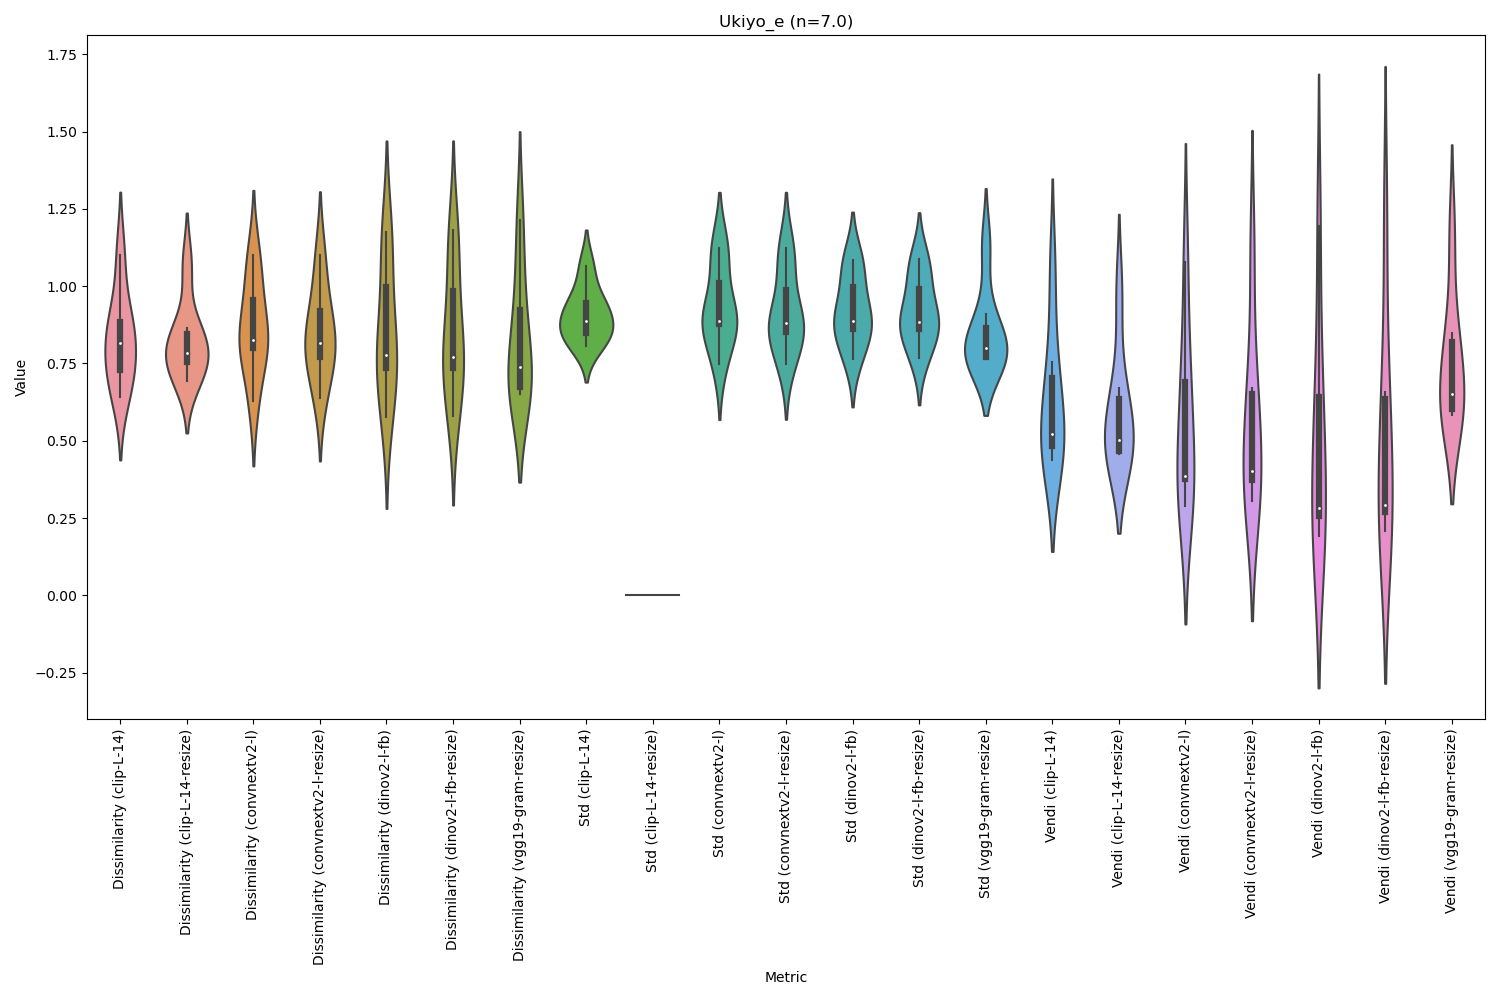 Ukiyo_e (n=7.0)
1.75
1.50
1.25
1.00
0.75
0.50
0.25
0.00
−0.25
Value
Dissimilarity (clip-L-14)
Dissimilarity (clip-L-14-resize)
Dissimilarity (convnextv2-l)
Dissimilarity (convnextv2-l-resize)
Dissimilarity (dinov2-l-fb)
Dissimilarity (dinov2-l-fb-resize)
Dissimilarity (vgg19-gram-resize)
Std (clip-L-14)
Std (clip-L-14-resize)
Std (convnextv2-l)
Std (convnextv2-l-resize)
Std (dinov2-l-fb)
Std (dinov2-l-fb-resize)
Std (vgg19-gram-resize)
Vendi (clip-L-14)
Vendi (clip-L-14-resize)
Vendi (convnextv2-l)
Vendi (convnextv2-l-resize)
Vendi (dinov2-l-fb)
Vendi (dinov2-l-fb-resize)
Vendi (vgg19-gram-resize)
Metric